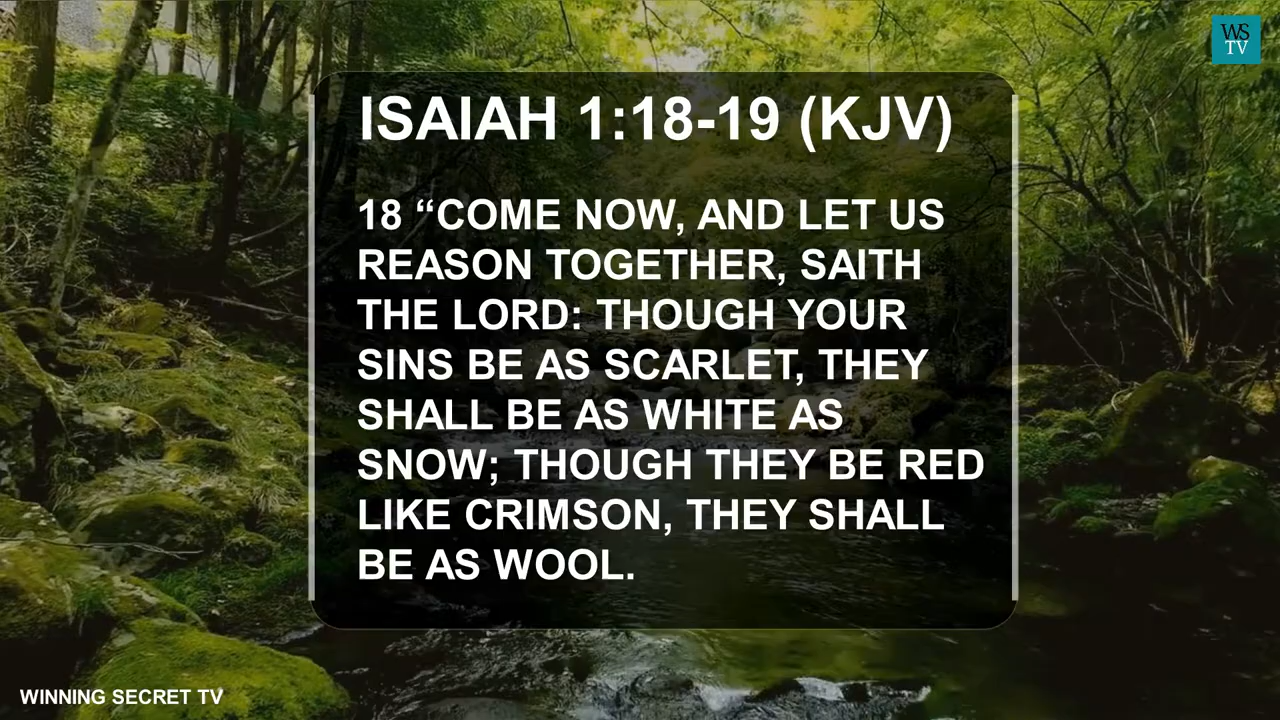 WS
TV
ISAIAH 1:18-19 (KJV)
18 “COME NOW, AND LET US
REASON TOGETHER, SAITH
THE LORD: THOUGH YOUR
SINS BE AS SCARLET, THEY
SHALL BE AS WHITE AS
SNOW; THOUGH THEY BE RED
LIKE CRIMSON, THEY SHALL
BE AS WOOL.
WINNING SECRET TV